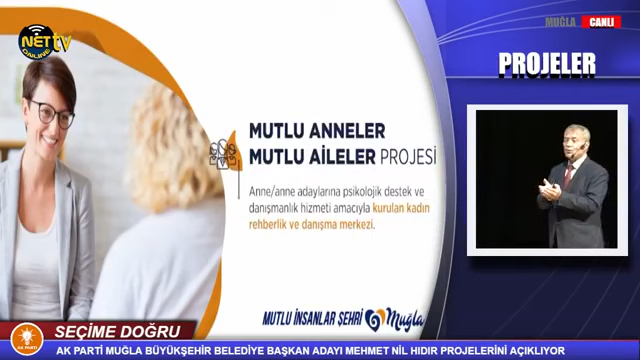 NET tv
ONLINE
MUĞLA CANLI
PROJELER
MUTLU ANNELER
MUTLU AİLELER PROJESİ
Anne/anne adaylarına psikolojik destek ve
danışmanlık hizmeti amacıyla kurulan kadın
rehberlik ve danışma merkezi.
MUTLU İNSANLAR ŞEHRİ Muğla
AK PARTİ
SEÇİME DOĞRU
AK PARTİ MUĞLA BÜYÜKŞEHİR BELEDİYE BAŞKAN ADAYI MEHMET NİL HIDIR PROJELERİNİ AÇIKLIYOR